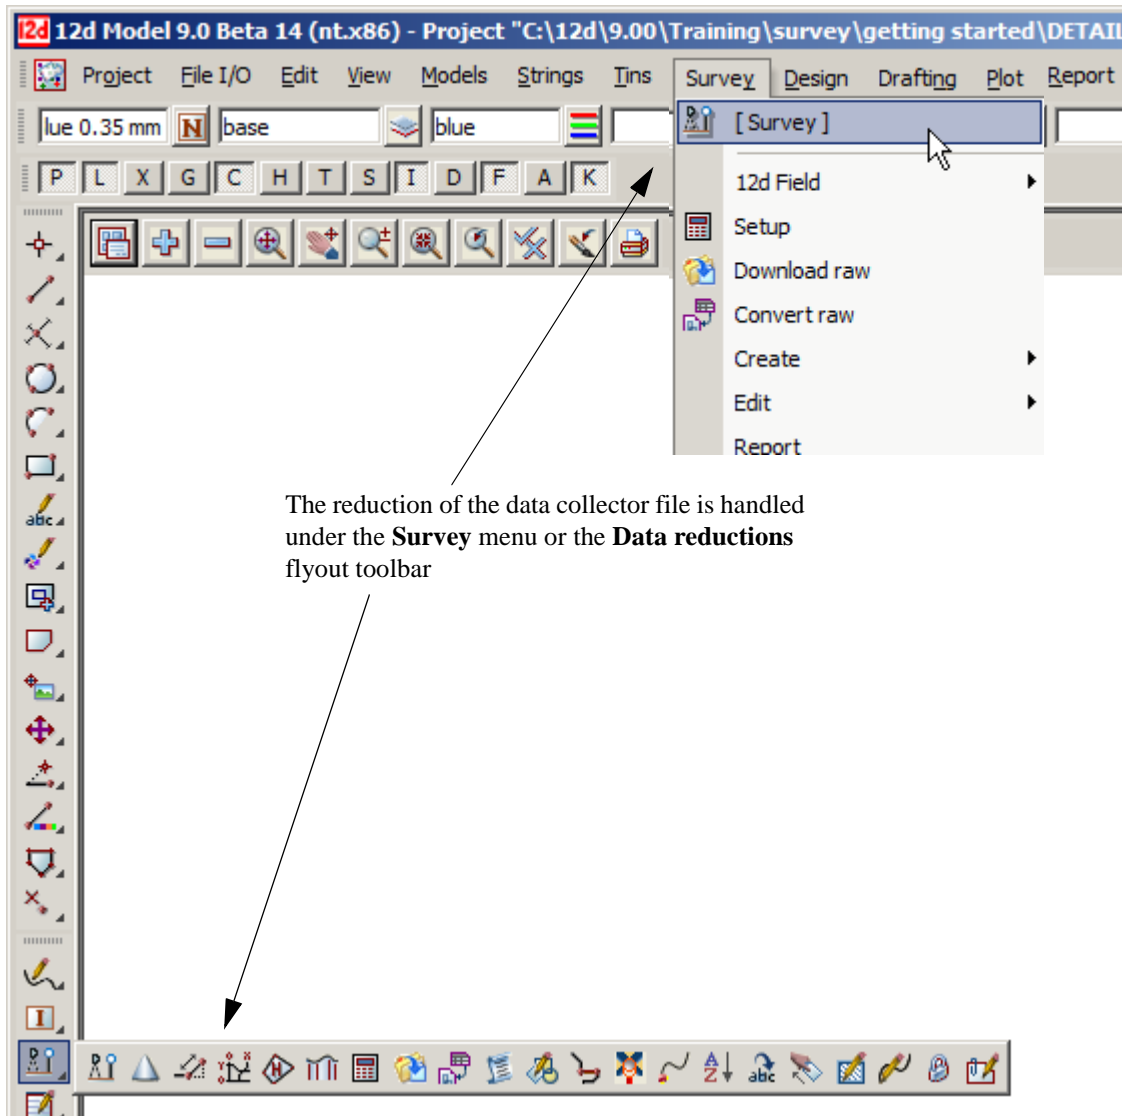 12d 12d Model 9.0 Beta 14 (nt.x86) - Project "C:\12d\9.00\Training\survey\getting started\DETAIL
Project File I/O Edit View Models Strings Tins Survey Design Drafting Plot Report
lue 0.35 mm N base blue
[ Survey ]
P L X G C H T S I D F A K
12d Field
Setup
Download raw
Convert raw
Create
Edit
Report
The reduction of the data collector file is handled
under the Survey menu or the Data reductions
flyout toolbar
abc
I
A
Z
abc